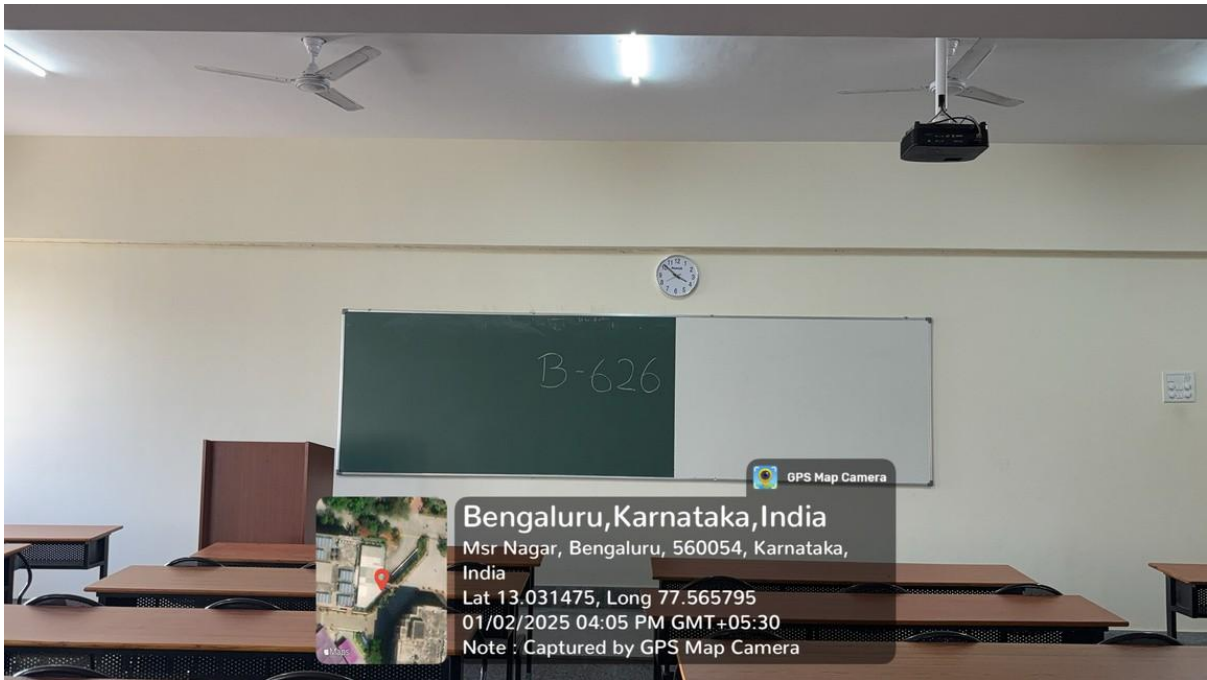 B-626
GPS Map Camera
Bengaluru,Karnataka,India
Msr Nagar, Bengaluru, 560054, Karnataka,
India
Lat 13.031475, Long 77.565795
01/02/2025 04:05 PM GMT+05:30
Note : Captured by GPS Map Camera
Maps